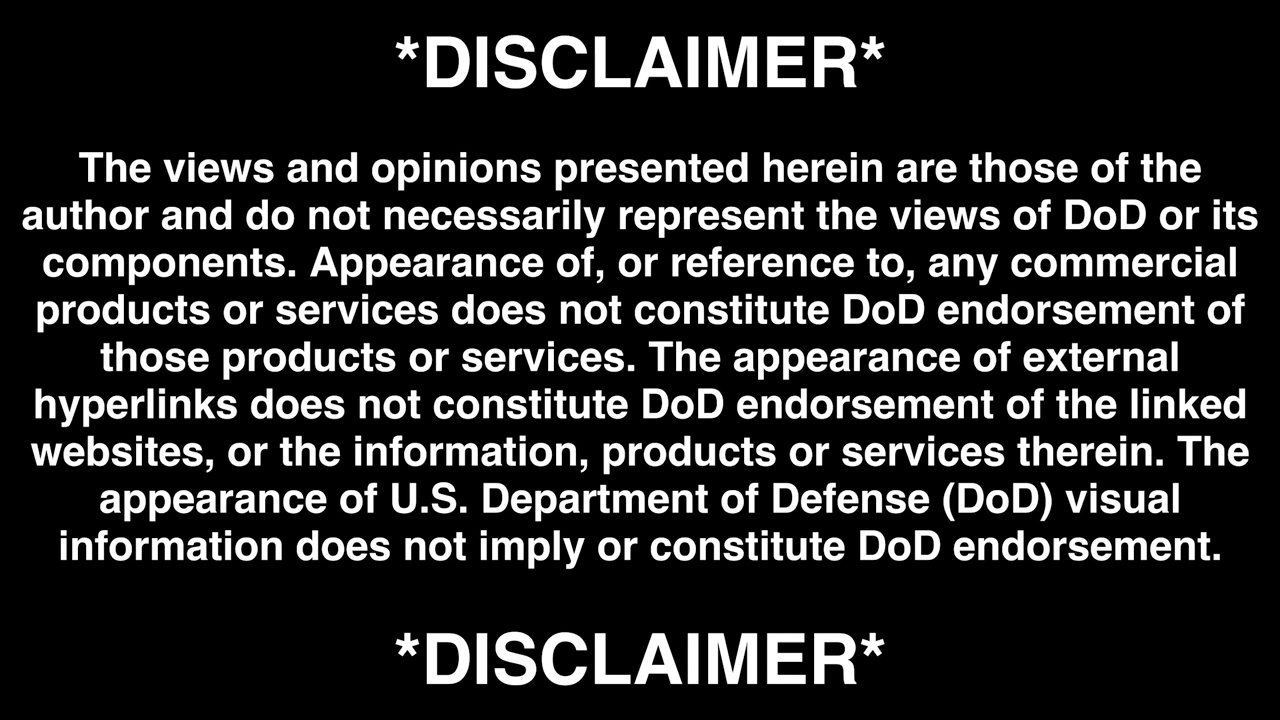 *DISCLAIMER*
The views and opinions presented herein are those of the
author and do not necessarily represent the views of DoD or its
components. Appearance of, or reference to, any commercial
products or services does not constitute DoD endorsement of
those products or services. The appearance of external
hyperlinks does not constitute DoD endorsement of the linked
websites, or the information, products or services therein. The
appearance of U.S. Department of Defense (DoD) visual
information does not imply or constitute DoD endorsement.
*DISCLAIMER*